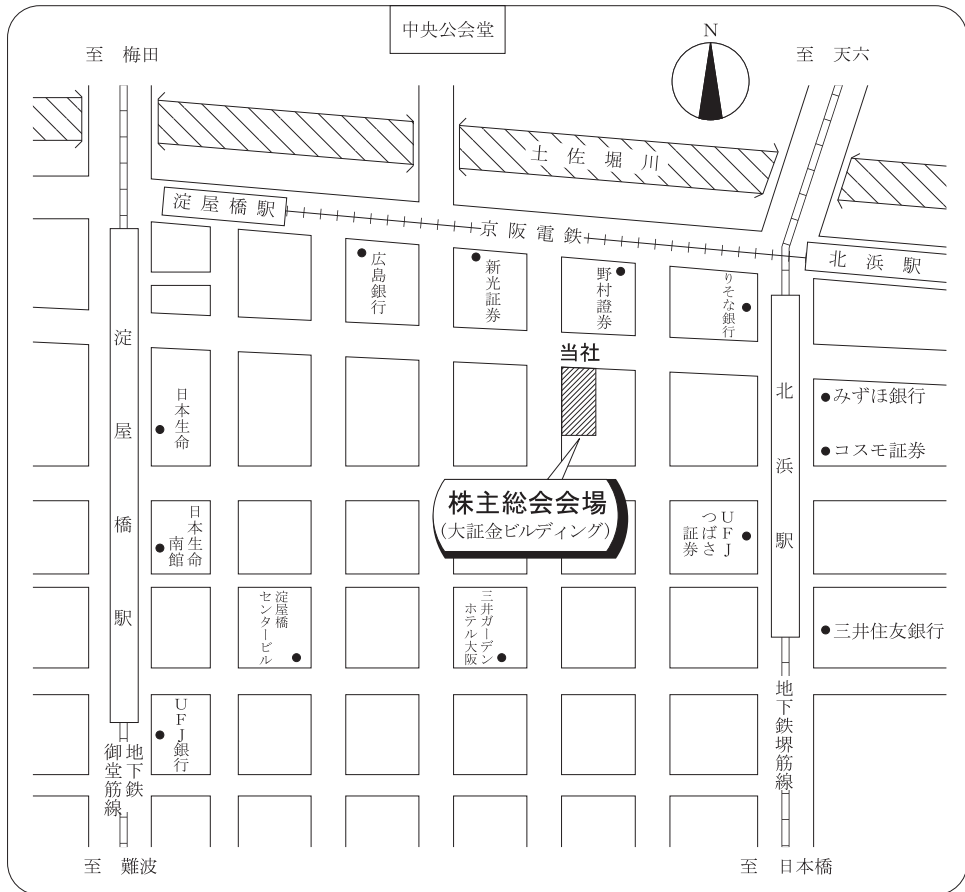 中央公会堂
至 梅田
N
至 天六
土佐堀川
淀屋橋駅
京阪電鉄
北浜駅
広島銀行
新光証券
野村證券
りそな銀行
当社
淀屋橋駅
日本生命
北浜駅
みずほ銀行
コスモ証券
株主総会会場
(大証金ビルディング)
日本生命
南館
UFJ
つばさ
証券
淀屋橋
センタービル
三井ガーデン
ホテル大阪
三井住友銀行
UFJ銀行
地下鉄
御堂筋線
地下鉄堺筋線
至 難波
至 日本橋